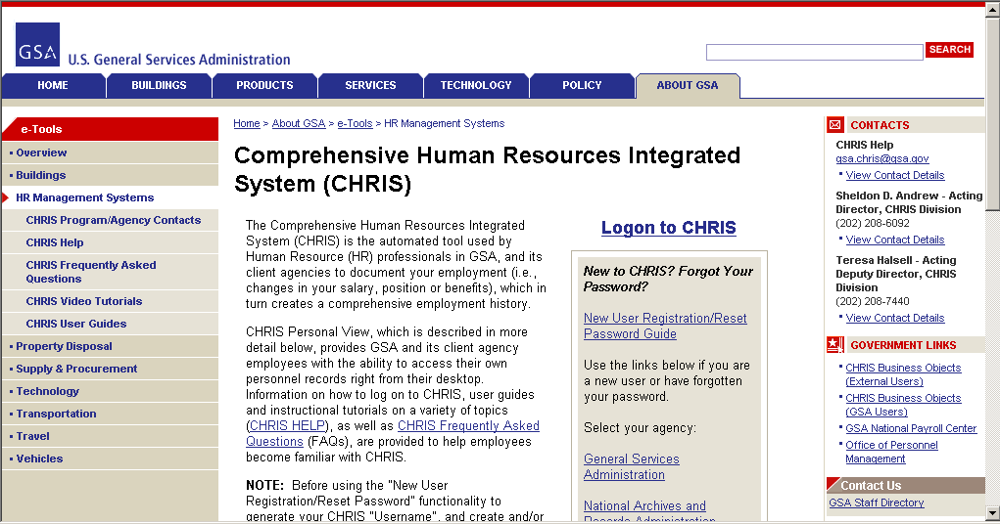 GSA U.S. General Services Administration
SEARCH
HOME BUILDINGS PRODUCTS SERVICES TECHNOLOGY POLICY ABOUT GSA
e-Tools
Overview
Buildings
HR Management Systems
CHRIS Program/Agency Contacts
CHRIS Help
CHRIS Frequently Asked
Questions
CHRIS Video Tutorials
CHRIS User Guides
Property Disposal
Supply & Procurement
Technology
Transportation
Travel
Vehicles
Home > About GSA > e-Tools > HR Management Systems
Comprehensive Human Resources Integrated
System (CHRIS)
The Comprehensive Human Resources Integrated
System (CHRIS) is the automated tool used by
Human Resource (HR) professionals in GSA, and its
client agencies to document your employment (i.e.,
changes in your salary, position or benefits), which in
turn creates a comprehensive employment history.
CHRIS Personal View, which is described in more
detail below, provides GSA and its client agency
employees with the ability to access their own
personnel records right from their desktop.
Information on how to log on to CHRIS, user guides
and instructional tutorials on a variety of topics
(CHRIS HELP), as well as CHRIS Frequently Asked
Questions (FAQs), are provided to help employees
become familiar with CHRIS.
NOTE: Before using the "New User
Registration/Reset Password" functionality to
generate your CHRIS "Username", and create and/or
Logon to CHRIS
New to CHRIS? Forgot Your
Password?
New User Registration/Reset
Password Guide
Use the links below if you are
a new user or have forgotten
your password.
Select your agency:
General Services
Administration
National Archives and
Records Administration
CONTACTS
CHRIS Help
gsa.chris@gsa.gov
View Contact Details
Sheldon D. Andrew - Acting
Director, CHRIS Division
(202) 208-6092
View Contact Details
Teresa Halsell - Acting
Deputy Director, CHRIS
Division
(202) 208-7440
View Contact Details
GOVERNMENT LINKS
CHRIS Business Objects
(External Users)
CHRIS Business Objects
(GSA Users)
GSA National Payroll Center
Office of Personnel
Management
Contact Us
GSA Staff Directory